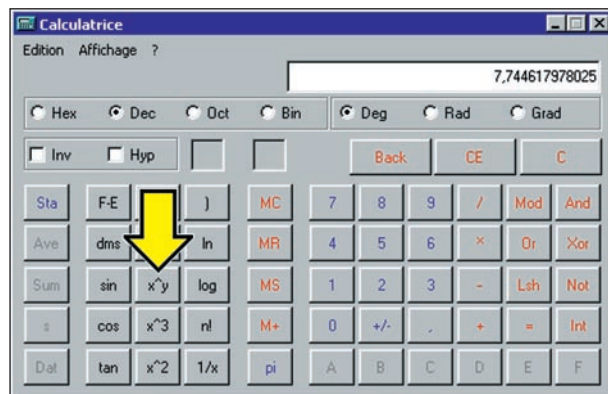 Calculatrice
Edition Affichage ?
7,744617978025
Hex Dec Oct Bin Deg Rad Grad
Inv Hyp Back CE C
Sta F-E ) MC 7 8 9 / Mod And
Ave dms ln MR 4 5 6 × Or Xor
Sum sin x^y log MS 1 2 3 - Lsh Not
s cos x^3 n! M+ 0 +/- , + = Int
Dat tan x^2 1/x pi A B C D E F